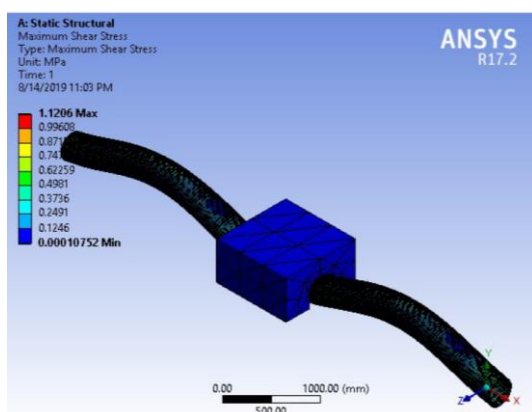 A: Static Structural
Maximum Shear Stress
Type: Maximum Shear Stress
Unit: MPa
Time: 1
8/14/2019 11:03 PM
ANSYS
R17.2
1.1206 Max
0.99608
0.62259
0.4981
0.3736
0.2491
0.1246
0.00010752 Min
0.00
1000.00 (mm)
500.00
Y
Z
X